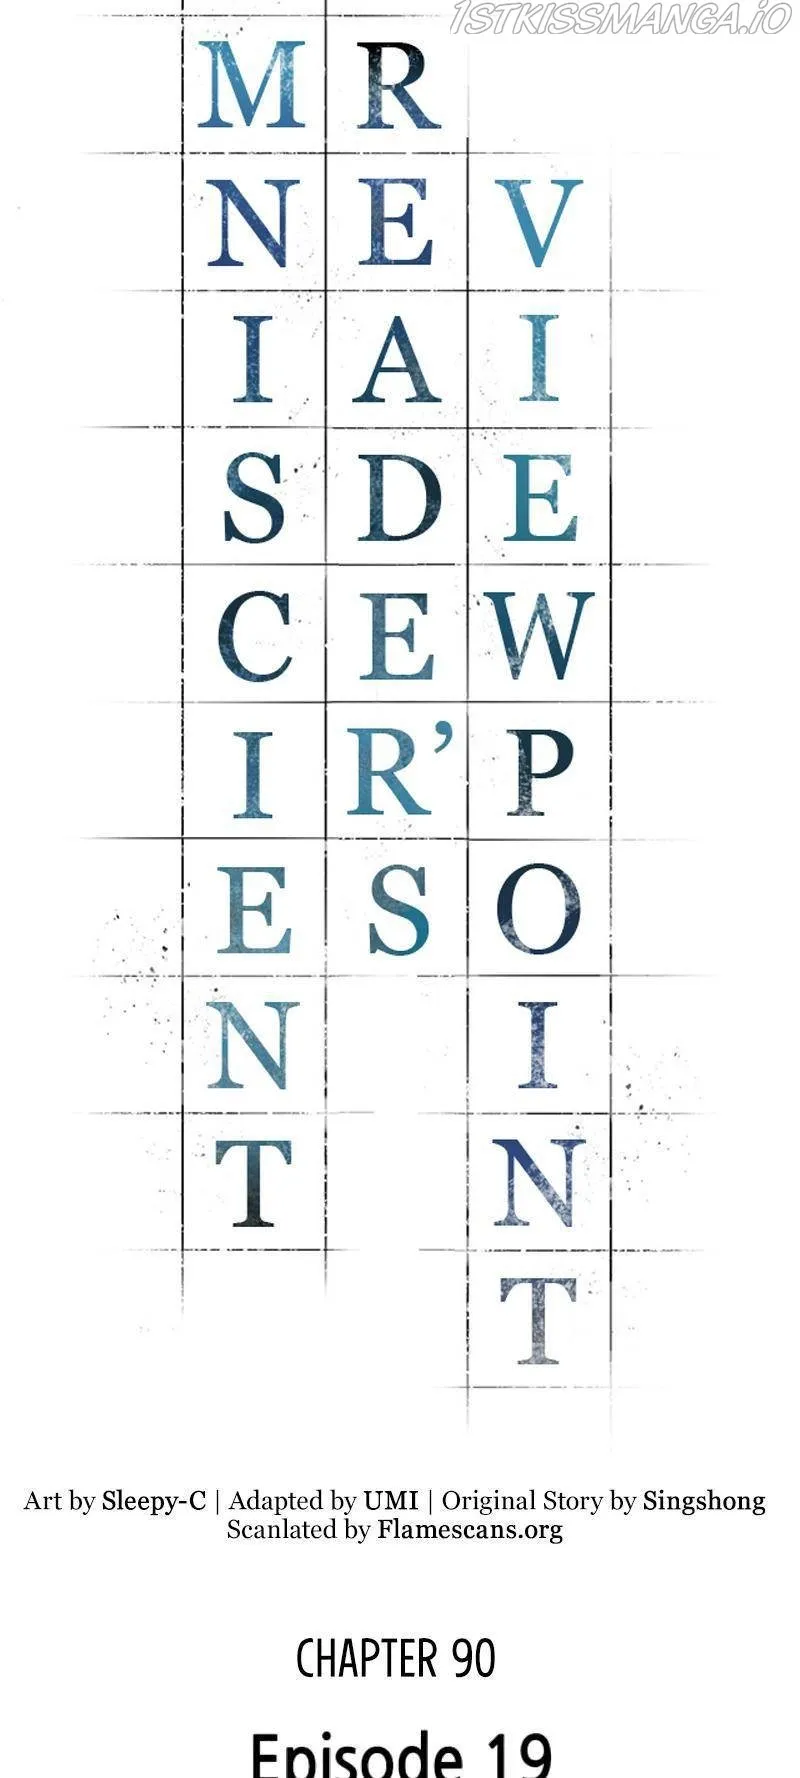 1STKISSMANGA.iO
MNISCIENT
READER'S
VIEWPOINT
Art by Sleepy-C | Adapted by UMI | Original Story by Singshong
Scanlated by Flamescans.org
CHAPTER 90
Episode 19